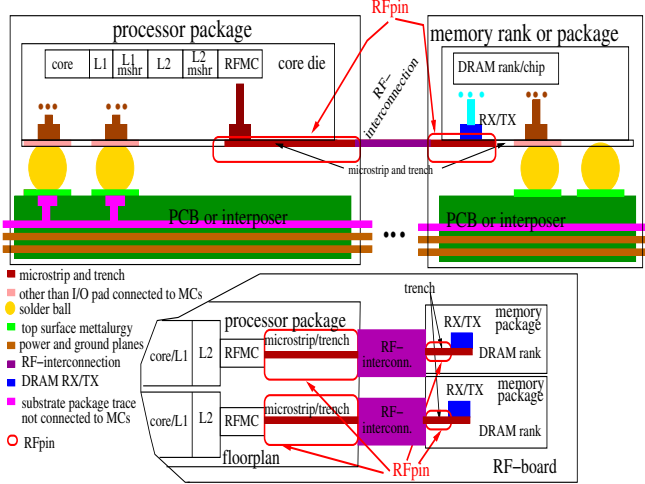 RFpin
processor package
memory rank or package
core
L1
L1
mshr
L2
L2
mshr
RFMC
core die
RF−
interconnection
DRAM rank/chip
RX/TX
microstrip and trench
PCB or interposer
PCB or interposer
microstrip and trench
other than I/O pad connected to MCs
solder ball
top surface metallurgy
power and ground planes
RF−interconnection
DRAM RX/TX
substrate package trace
not connected to MCs
RFpin
trench
processor package
memory
package
RX/TX
core/L1
L2
RFMC
microstrip/trench
RF−
interconn.
DRAM rank
memory
package
RX/TX
core/L1
L2
RFMC
microstrip/trench
RF−
interconn.
DRAM rank
floorplan
RFpin
RF−board